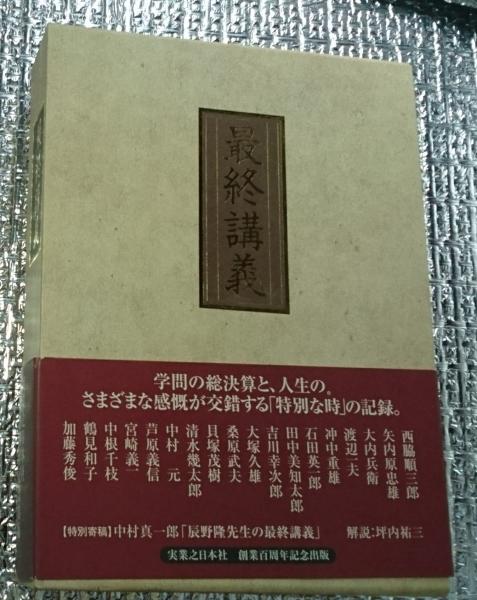 最終講義
学問の総決算と、人生の
さまざまな感慨が交錯する「特別な時」の記録。
西脇順三郎
矢内原忠雄
大内兵衛
渡辺一夫
冲中重雄
石田英一郎
田中美知太郎
吉川幸次郎
大塚久雄
桑原武夫
貝塚茂樹
清水幾太郎
中村 元
芦原義信
宮崎義一
中根千枝
鶴見和子
加藤秀俊
【特別寄稿】中村真一郎「辰野隆先生の最終講義」 解説:坪内祐三
実業之日本社 創業百周年記念出版